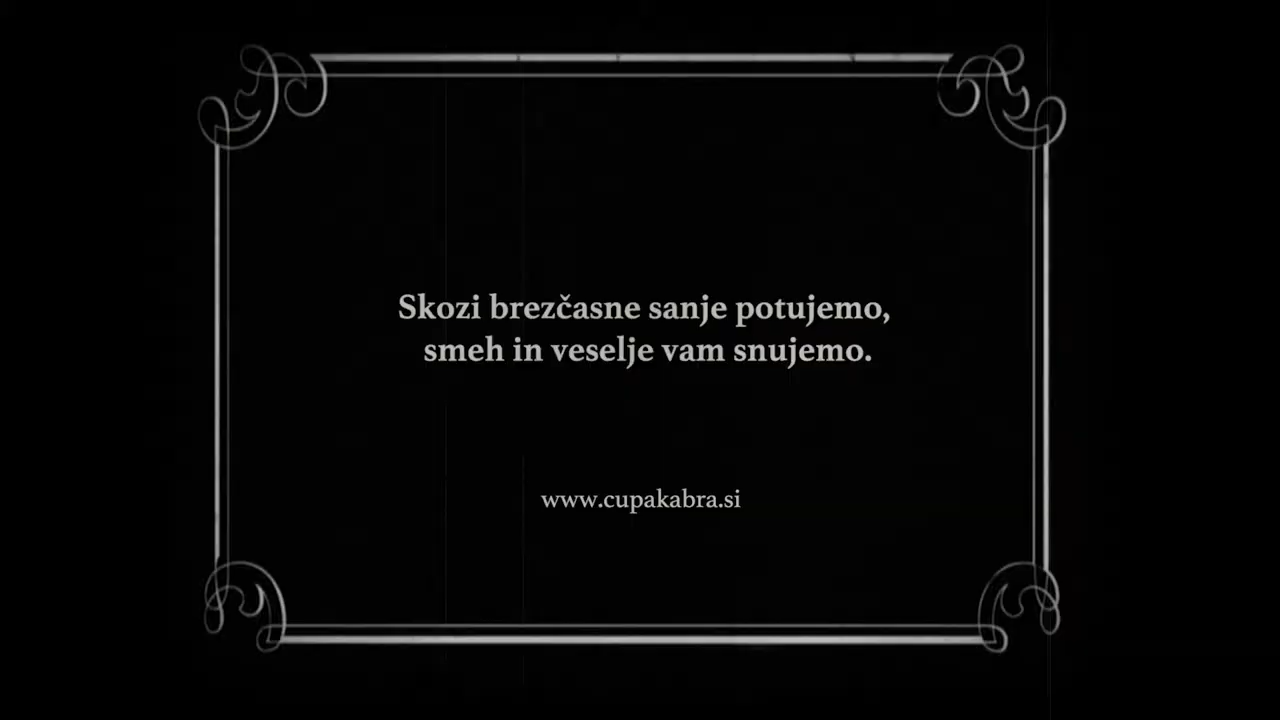 Skozi brezčasne sanje potujemo,
smeh in veselje vam snujemo.
www.cupakabra.si